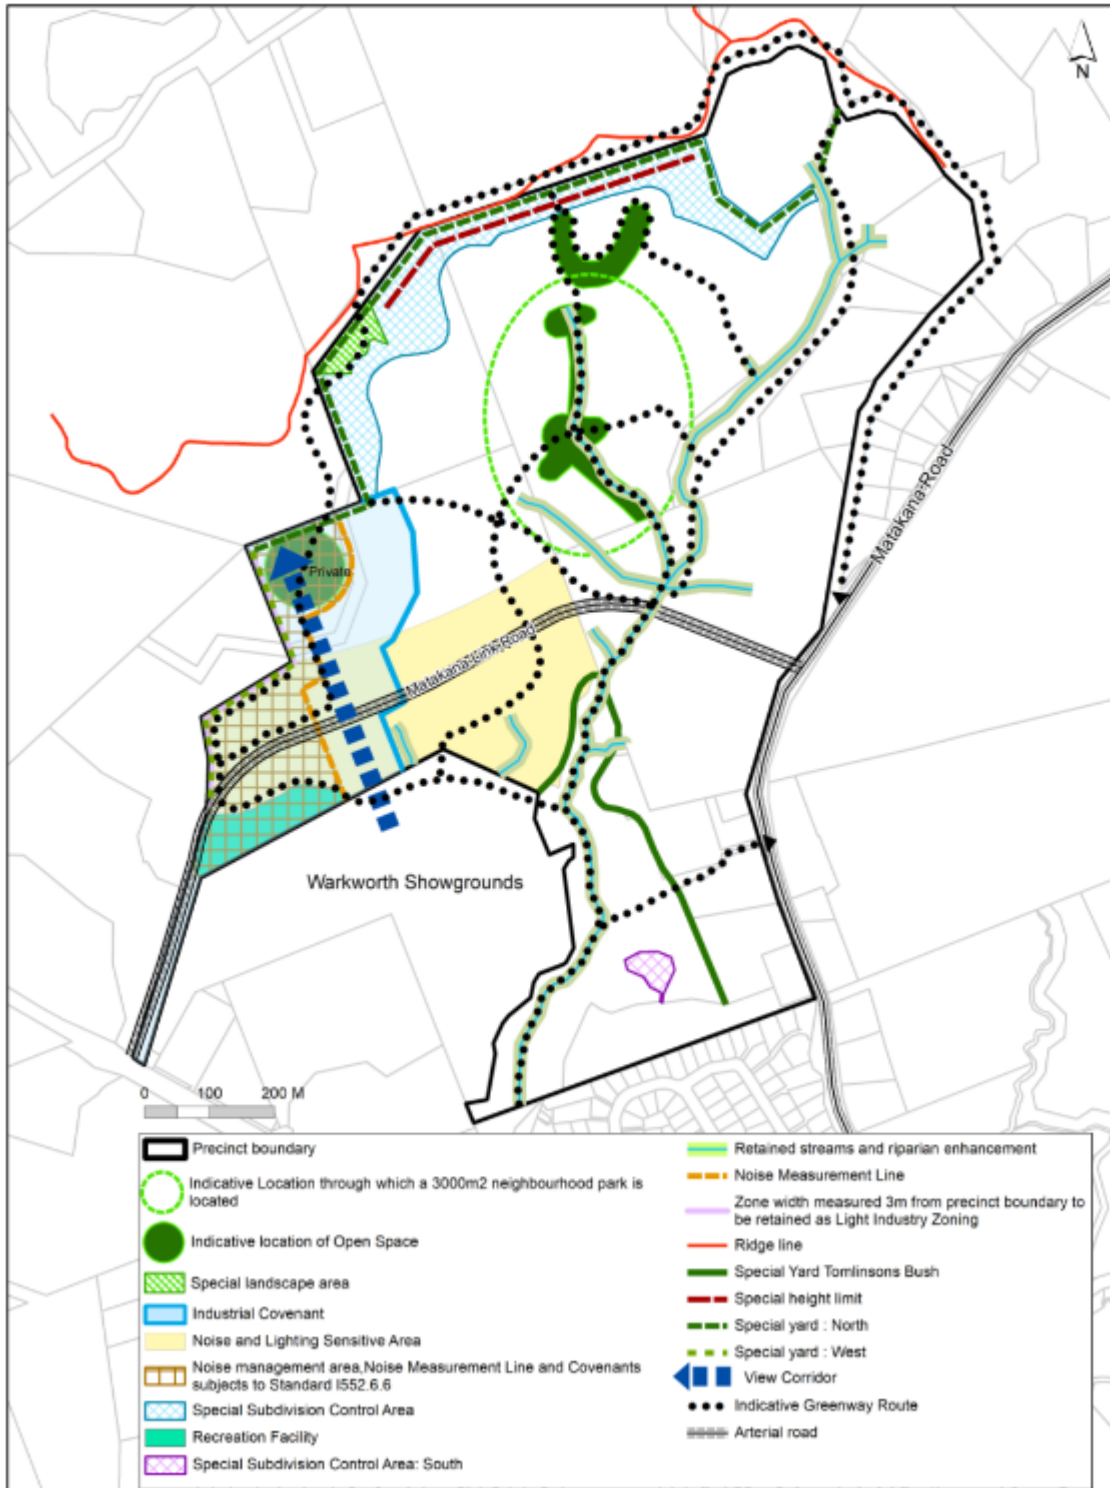 N
Matakana Road
Private
Matakana Link Road
Warkworth Showgrounds
0 100 200 M
Precinct boundary
Indicative Location through which a 3000m2 neighbourhood park is
located
Indicative location of Open Space
Special landscape area
Industrial Covenant
Noise and Lighting Sensitive Area
Noise management area,Noise Measurement Line and Covenants
subjects to Standard I552.6.6
Special Subdivision Control Area
Recreation Facility
Special Subdivision Control Area: South
Retained streams and riparian enhancement
Noise Measurement Line
Zone width measured 3m from precinct boundary to
be retained as Light Industry Zoning
Ridge line
Special Yard Tomlinsons Bush
Special height limit
Special yard : North
Special yard : West
View Corridor
Indicative Greenway Route
Arterial road